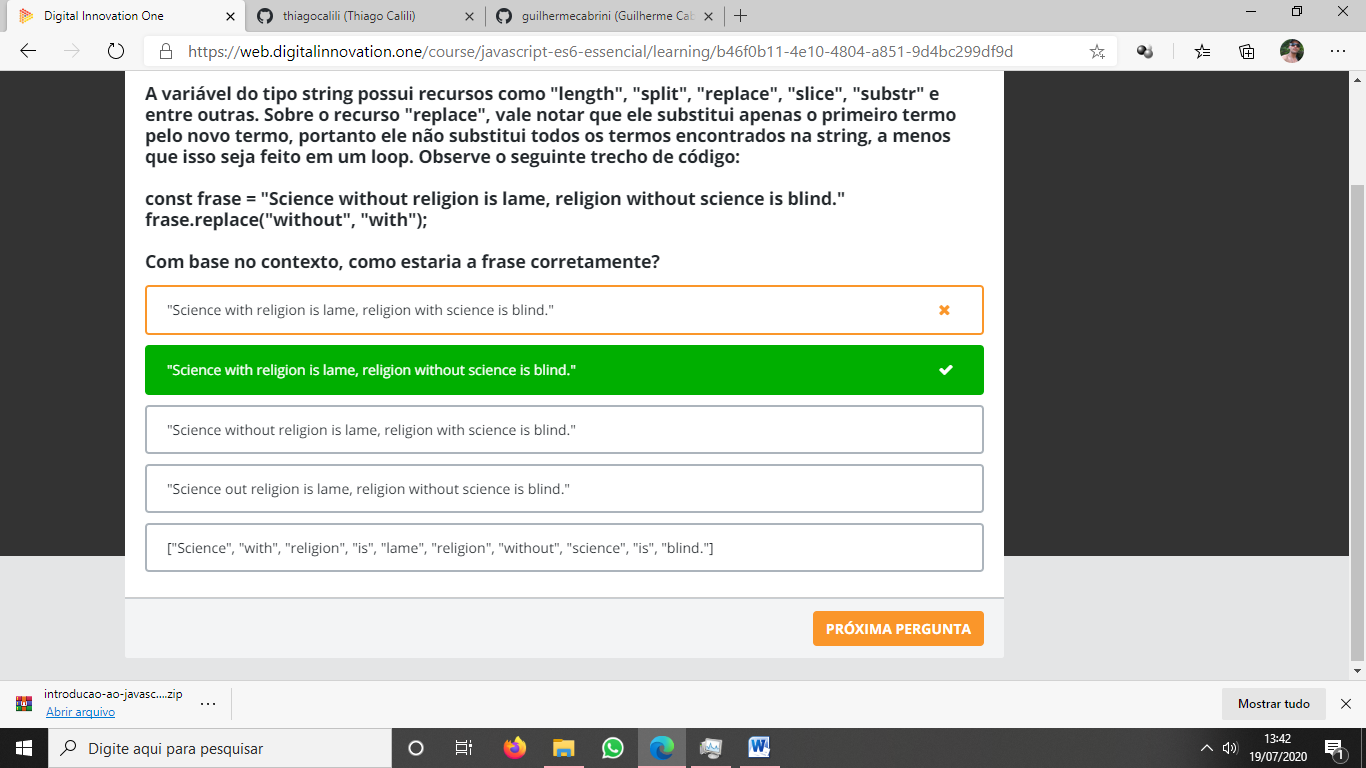 Digital Innovation One
thiagocalili (Thiago Calili)
guilhermecabrini (Guilherme Cab
https://web.digitalinnovation.one/course/javascript-es6-essencial/learning/b46f0b11-4e10-4804-a851-9d4bc299df9d
A variável do tipo string possui recursos como "length", "split", "replace", "slice", "substr" e
entre outras. Sobre o recurso "replace", vale notar que ele substitui apenas o primeiro termo
pelo novo termo, portanto ele não substitui todos os termos encontrados na string, a menos
que isso seja feito em um loop. Observe o seguinte trecho de código:
const frase = "Science without religion is lame, religion without science is blind."
frase.replace("without", "with");
Com base no contexto, como estaria a frase corretamente?
"Science with religion is lame, religion with science is blind."
"Science with religion is lame, religion without science is blind."
"Science without religion is lame, religion with science is blind."
"Science out religion is lame, religion without science is blind."
["Science", "with", "religion", "is", "lame", "religion", "without", "science", "is", "blind."]
PRÓXIMA PERGUNTA
introducao-ao-javasc....zip
Abrir arquivo
Mostrar tudo
Digite aqui para pesquisar
13:42
19/07/2020
1